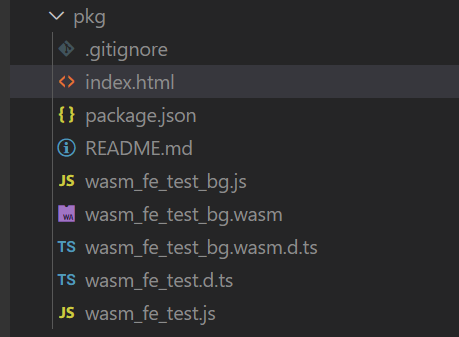 pkg
.gitignore
<> index.html
{} package.json
README.md
JS wasm_fe_test_bg.js
WA wasm_fe_test_bg.wasm
TS wasm_fe_test_bg.wasm.d.ts
TS wasm_fe_test.d.ts
JS wasm_fe_test.js